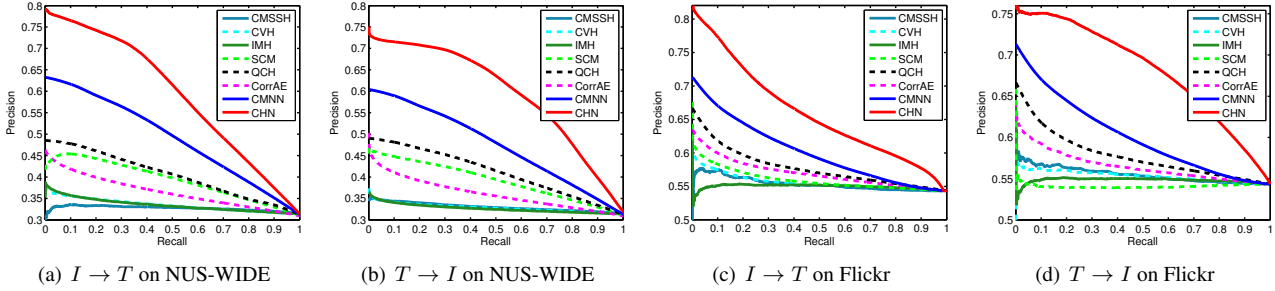 0.8
0.75
0.7
0.65
0.6
0.55
0.5
0.45
0.4
0.35
0.3
Precision
0 0.1 0.2 0.3 0.4 0.5 0.6 0.7 0.8 0.9 1
Recall
CMSSH
CVH
IMH
SCM
QCH
CorrAE
CMNN
CHN
(a) I → T on NUS-WIDE
0.8
0.75
0.7
0.65
0.6
0.55
0.5
0.45
0.4
0.35
0.3
Precision
0 0.1 0.2 0.3 0.4 0.5 0.6 0.7 0.8 0.9 1
Recall
CMSSH
CVH
IMH
SCM
QCH
CorrAE
CMNN
CHN
(b) T → I on NUS-WIDE
0.8
0.75
0.7
0.65
0.6
0.55
0.5
Precision
0 0.1 0.2 0.3 0.4 0.5 0.6 0.7 0.8 0.9 1
Recall
CMSSH
CVH
IMH
SCM
QCH
CorrAE
CMNN
CHN
(c) I → T on Flickr
0.75
0.7
0.65
0.6
0.55
0.5
Precision
0 0.1 0.2 0.3 0.4 0.5 0.6 0.7 0.8 0.9 1
Recall
CMSSH
CVH
IMH
SCM
QCH
CorrAE
CMNN
CHN
(d) T → I on Flickr